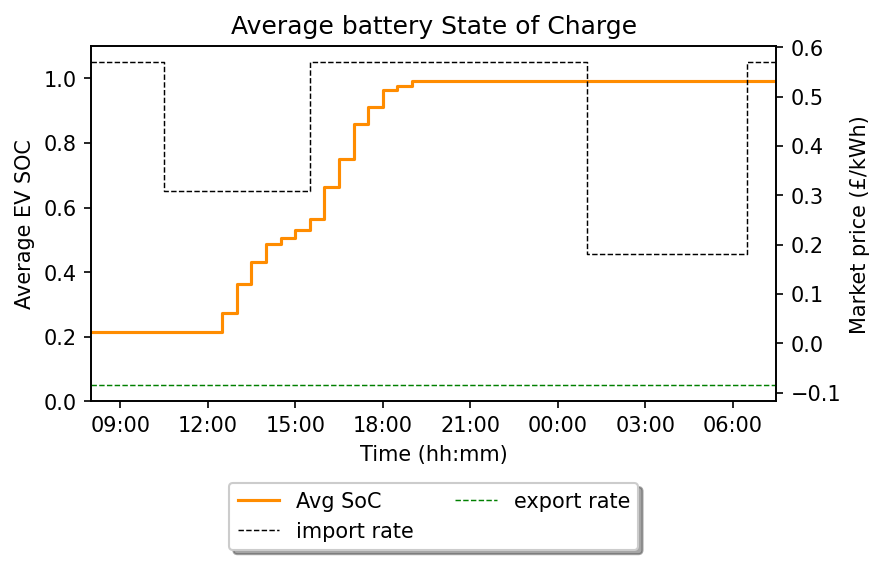 Average battery State of Charge
Average EV SOC
1.0
0.8
0.6
0.4
0.2
0.0
0.6
0.5
0.4
0.3
0.2
0.1
0.0
−0.1
Market price (£/kWh)
09:00 12:00 15:00 18:00 21:00 00:00 03:00 06:00
Time (hh:mm)
Avg SoC
import rate
export rate